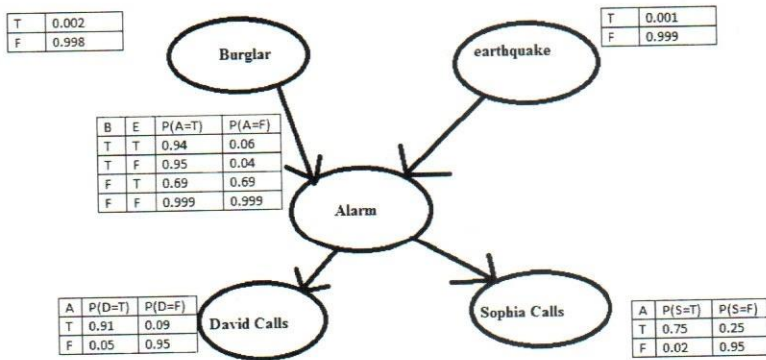 T 0.002
F 0.998
Burglar
earthquake
T 0.001
F 0.999
B E P(A=T) P(A=F)
T T 0.94 0.06
T F 0.95 0.04
F T 0.69 0.69
F F 0.999 0.999
Alarm
A P(D=T) P(D=F)
T 0.91 0.09
F 0.05 0.95
David Calls
Sophia Calls
A P(S=T) P(S=F)
T 0.75 0.25
F 0.02 0.95